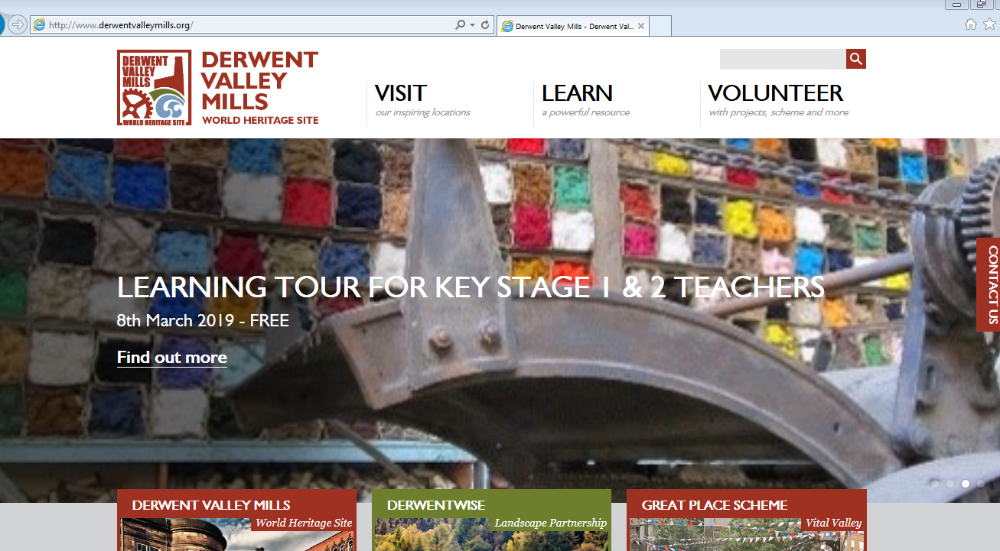 http://www.derwentvalleymills.org/
Derwent Valley Mills - Derwent Val...
DERWENT
VALLEY
MILLS
WORLD HERITAGE SITE
DERWENT
VALLEY
MILLS
WORLD HERITAGE SITE
VISIT
our inspiring locations
LEARN
a powerful resource
VOLUNTEER
with projects, scheme and more
LEARNING TOUR FOR KEY STAGE 1 & 2 TEACHERS
8th March 2019 - FREE
Find out more
CONTACT US
DERWENT VALLEY MILLS
World Heritage Site
DERWENTWISE
Landscape Partnership
GREAT PLACE SCHEME
Vital Valley